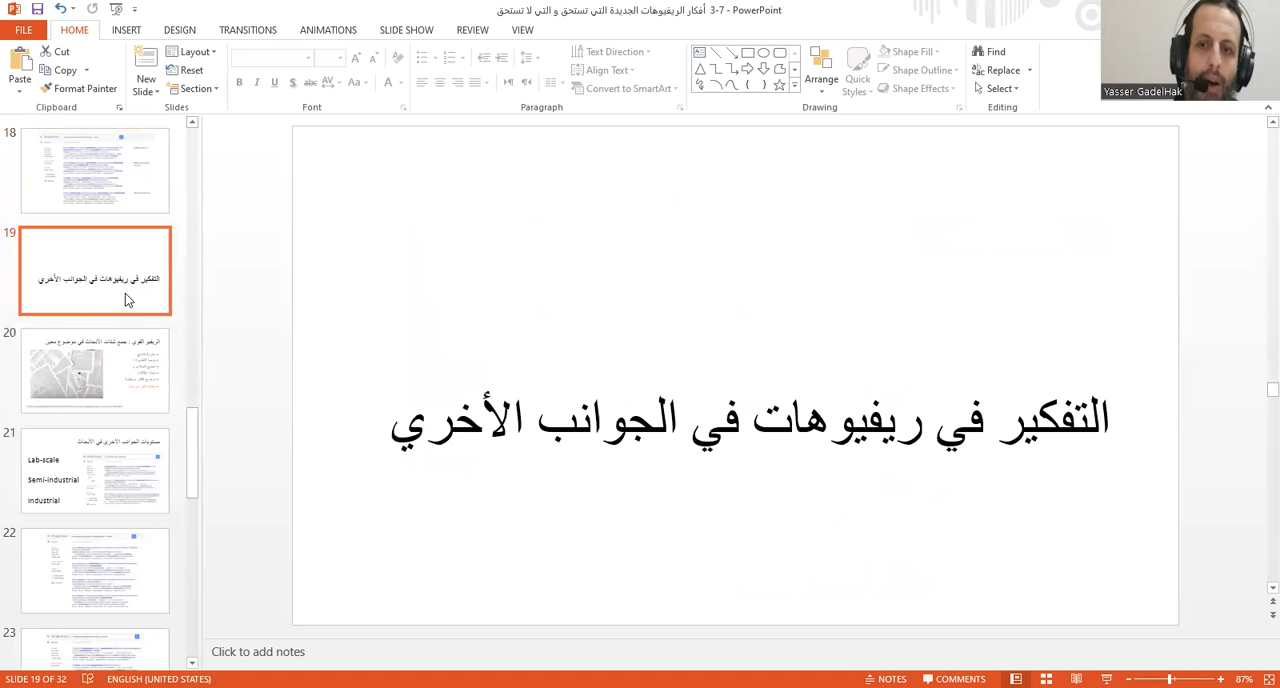 3-7 أفكار الريفيوهات الجديدة التي تستحق و التي لا تستحق - PowerPoint
FILE HOME INSERT DESIGN TRANSITIONS ANIMATIONS SLIDE SHOW REVIEW VIEW
Paste
Cut
Copy
Format Painter
Clipboard
New Slide
Layout
Reset
Section
Slides
B I U S abc AV Aa A
Font
Text Direction
Align Text
Convert to SmartArt
Paragraph
Arrange
Quick Styles
Shape Fill
Shape Outline
Shape Effects
Drawing
Find
Replace
Select
Editing
Yasser GadelHak
18
19
التفكير في ريفيوهات في الجوانب الأخري
20
الريفيو القوي : جمع شتات الأبحاث في موضوع معين
21
مستويات الجوانب الأخري في الأبحاث
Lab-scale
Semi-industrial
Industrial
22
23
التفكير في ريفيوهات في الجوانب الأخري
Click to add notes
SLIDE 19 OF 32 ENGLISH (UNITED STATES) NOTES COMMENTS 87%